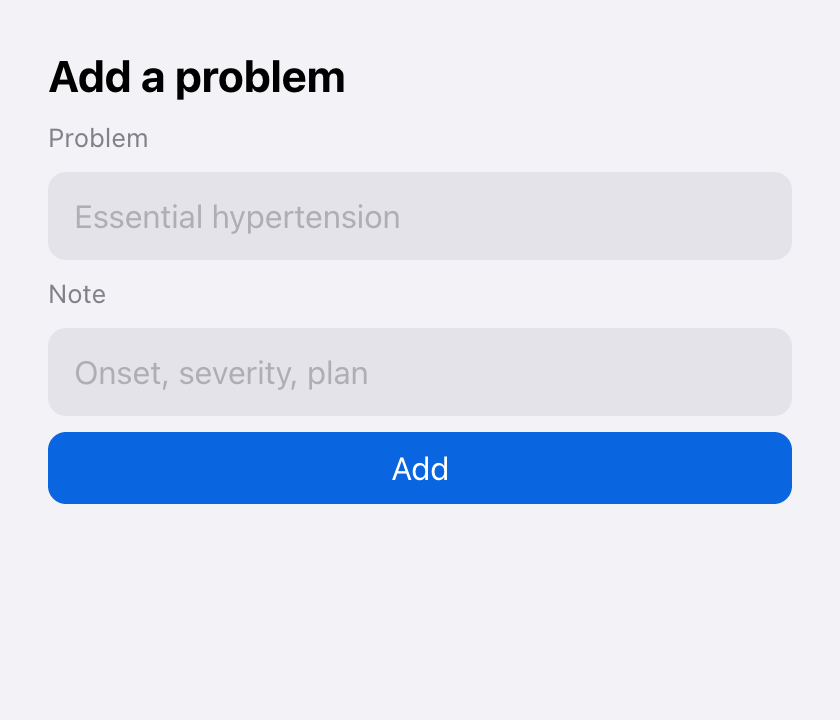 Add a problem
Problem
Essential hypertension
Note
Onset, severity, plan
Add